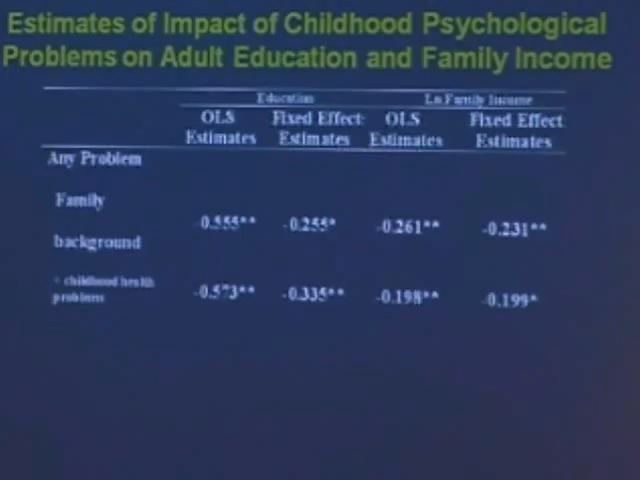 Estimates of Impact of Childhood Psychological
Problems on Adult Education and Family Income
Education Ln Family Income
OLS Fixed Effect OLS Fixed Effect
Estimates Estimates Estimates Estimates
Any Problem
Family
-0.555** -0.255* -0.261** -0.231**
background
+ childhood health
problems -0.573** -0.335** -0.198** -0.199*